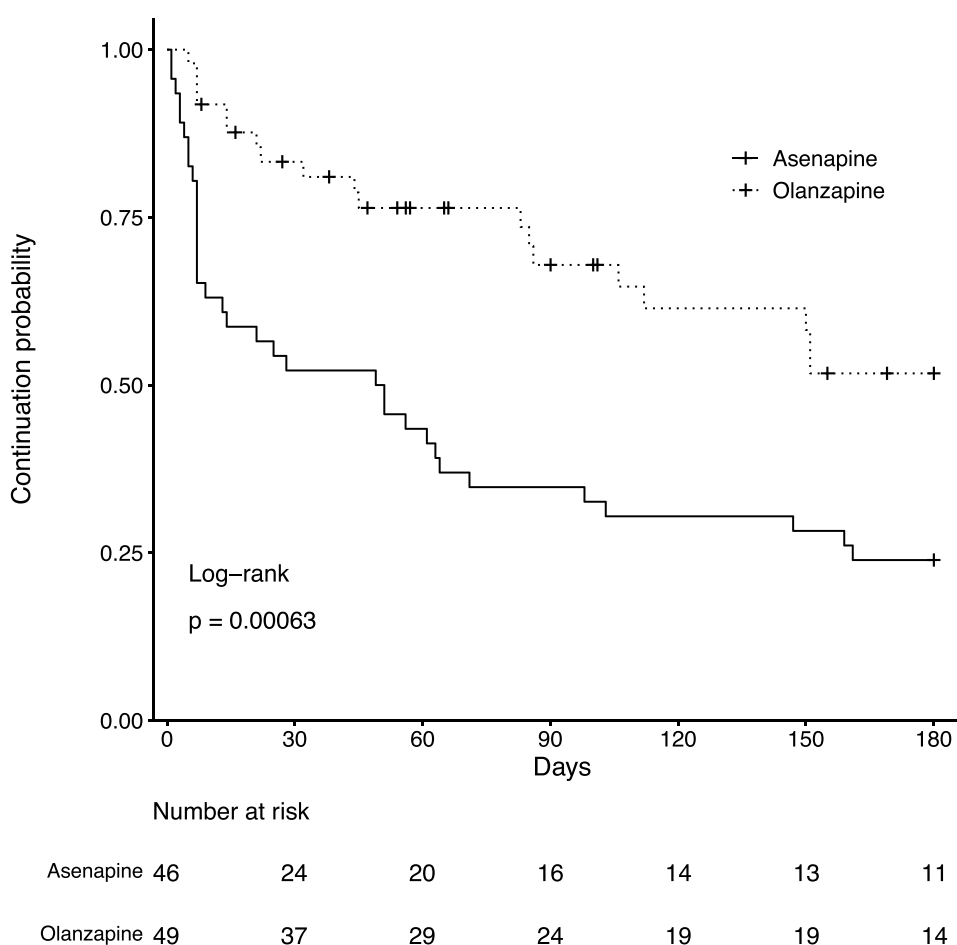 1.00
0.75
0.50
0.25
0.00
Continuation probability
Asenapine
Olanzapine
Log–rank
p = 0.00063
0 30 60 90 120 150 180
Days
Number at risk
Asenapine 46 24 20 16 14 13 11
Olanzapine 49 37 29 24 19 19 14